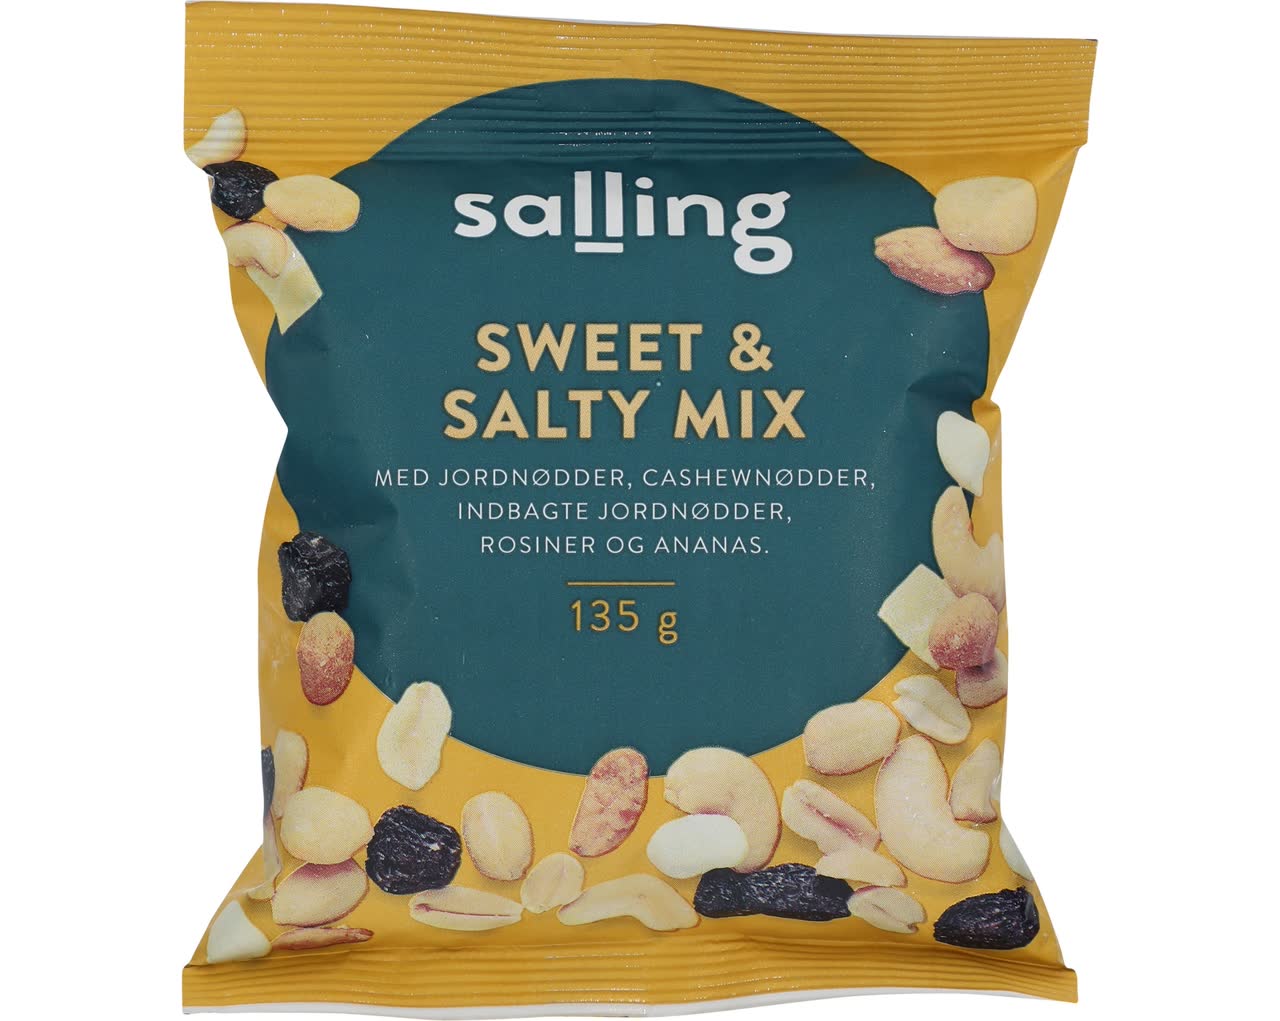 salling
SWEET &
SALTY MIX
MED JORDNØDDER, CASHEWNØDDER,
INDBAGTE JORDNØDDER,
ROSINER OG ANANAS.
135 g